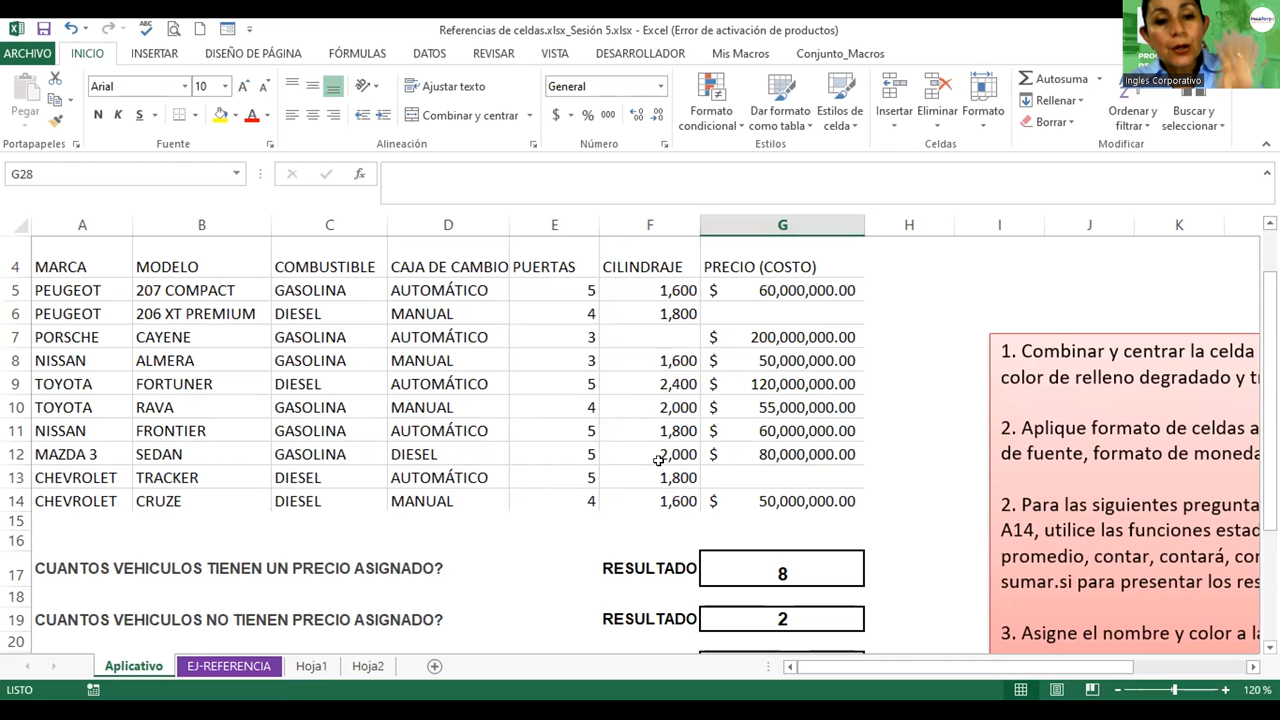 Referencias de celdas.xlsx_Sesión 5.xlsx - Excel (Error de activación de productos)
Insaforp
Ingles Corporativo
ARCHIVO INICIO INSERTAR DISEÑO DE PÁGINA FÓRMULAS DATOS REVISAR VISTA DESARROLLADOR Mis Macros Conjunto_Macros
Pegar
Arial 10
N K S
Ajustar texto
Combinar y centrar
General
$ % 000
Formato condicional
Dar formato como tabla
Estilos de celda
Insertar Eliminar Formato
Autosuma
Rellenar
Borrar
Ordenar y filtrar
Buscar y seleccionar
Portapapeles Fuente Alineación Número Estilos Celdas Modificar
G28 fx
A B C D E F G H I J K
4 MARCA MODELO COMBUSTIBLE CAJA DE CAMBIO PUERTAS CILINDRAJE PRECIO (COSTO)
5 PEUGEOT 207 COMPACT GASOLINA AUTOMÁTICO 5 1,600 $ 60,000,000.00
6 PEUGEOT 206 XT PREMIUM DIESEL MANUAL 4 1,800
7 PORSCHE CAYENE GASOLINA AUTOMÁTICO 3 $ 200,000,000.00
8 NISSAN ALMERA GASOLINA MANUAL 3 1,600 $ 50,000,000.00
9 TOYOTA FORTUNER DIESEL AUTOMÁTICO 5 2,400 $ 120,000,000.00
10 TOYOTA RAVA GASOLINA MANUAL 4 2,000 $ 55,000,000.00
11 NISSAN FRONTIER GASOLINA AUTOMÁTICO 5 1,800 $ 60,000,000.00
12 MAZDA 3 SEDAN GASOLINA DIESEL 5 2,000 $ 80,000,000.00
13 CHEVROLET TRACKER DIESEL AUTOMÁTICO 5 1,800
14 CHEVROLET CRUZE DIESEL MANUAL 4 1,600 $ 50,000,000.00
15
16
17 CUANTOS VEHICULOS TIENEN UN PRECIO ASIGNADO? RESULTADO 8
18
19 CUANTOS VEHICULOS NO TIENEN PRECIO ASIGNADO? RESULTADO 2
20
1. Combinar y centrar la celda
color de relleno degradado y
2. Aplique formato de celdas a
de fuente, formato de moneda
2. Para las siguientes pregunta
A14, utilice las funciones
promedio, contar, contará,
sumar.si para presentar los
3. Asigne el nombre y color a
Aplicativo EJ-REFERENCIA Hoja1 Hoja2
LISTO 120 %